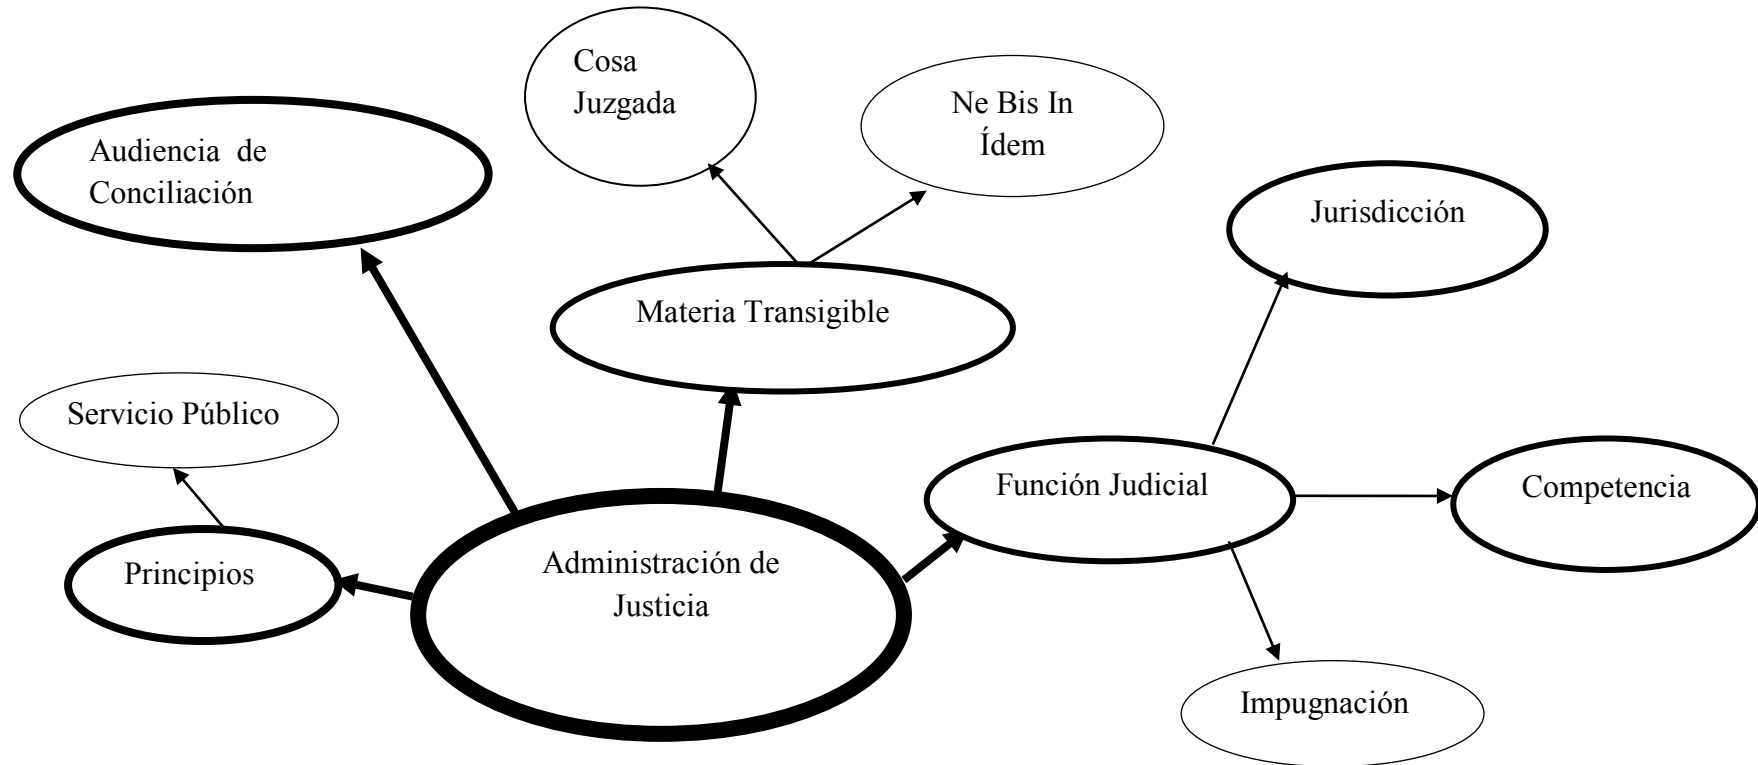 Cosa
Juzgada
Ne Bis In
Ídem
Audiencia de
Conciliación
Jurisdicción
Materia Transigible
Servicio Público
Función Judicial
Competencia
Principios
Administración de
Justicia
Impugnación